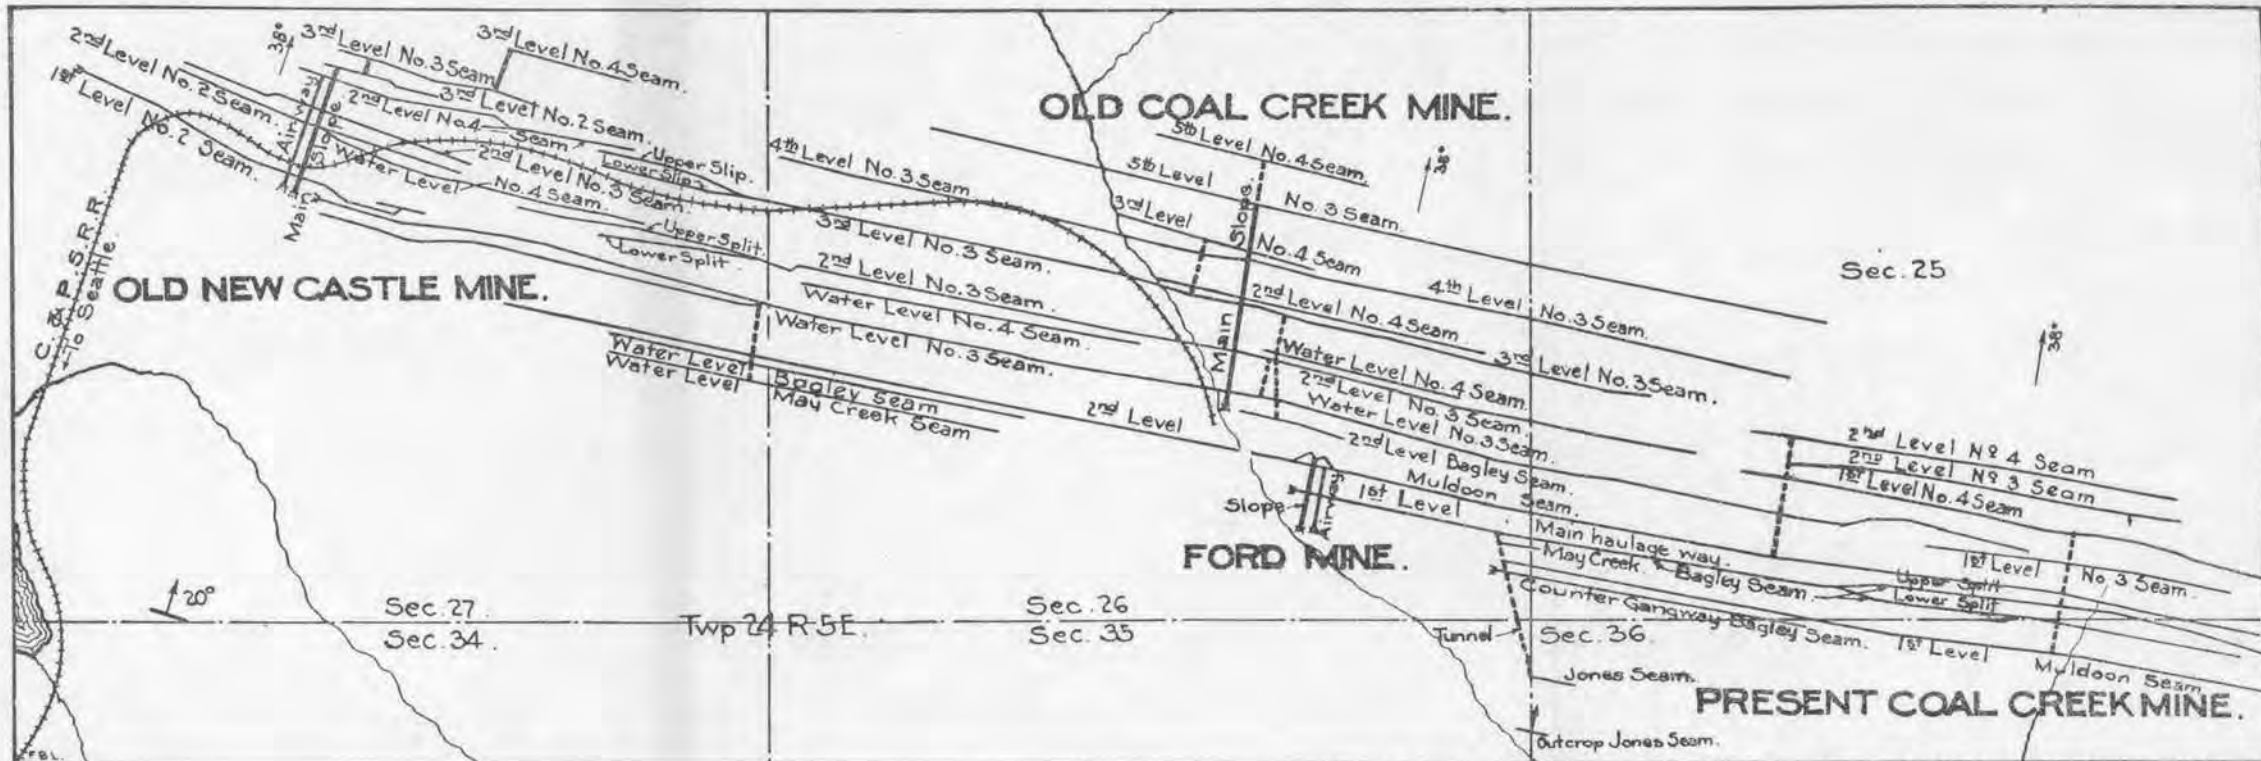 OLD NEW CASTLE MINE.
C. & P. S. R. R.
← to Seattle.
1st Level No. 2 Seam.
2nd Level No. 2 Seam.
38°
Airway
Main Slope
3rd Level No. 3 Seam
3rd Level No. 4 Seam.
3rd Level No. 2 Seam.
2nd Level No. 4
Seam
Upper Slip.
Lower Slip
2nd Level No. 3 Seam.
Water Level
No. 4 Seam.
Upper Split.
Lower Split.
4th Level No. 3 Seam
3rd Level No. 3 Seam.
2nd Level No. 3 Seam.
Water Level No. 4 Seam.
Water Level No. 3 Seam.
Water Level
Bagley Seam
Water Level
May Creek Seam
OLD COAL CREEK MINE.
5th Level No. 4 Seam.
38°
5th Level No. 3 Seam.
3rd Level No. 4 Seam
Main Slope.
4th Level No. 3 Seam.
2nd Level No. 4 Seam.
3rd Level No. 3 Seam.
Water Level No. 4 Seam.
2nd Level No. 3 Seam.
Water Level No. 3 Seam.
2nd Level Bagley Seam.
2nd Level Muldoon Seam.
1st Level
Slope
Airway
FORD MINE.
Sec. 25
38°
2nd Level No 4 Seam
2nd Level No 3 Seam
1st Level No. 4 Seam
Main haulage way.
May Creek.
Bagley Seam.
Upper Split
Lower Split
1st Level No. 3 Seam.
Counter Gangway Bagley Seam.
1st Level Muldoon Seam
Tunnel
Jones Seam.
Outcrop Jones Seam.
PRESENT COAL CREEK MINE.
20°
Sec. 27
Sec. 34.
Twp 24 R 5E.
Sec. 26
Sec. 35
Sec. 36.